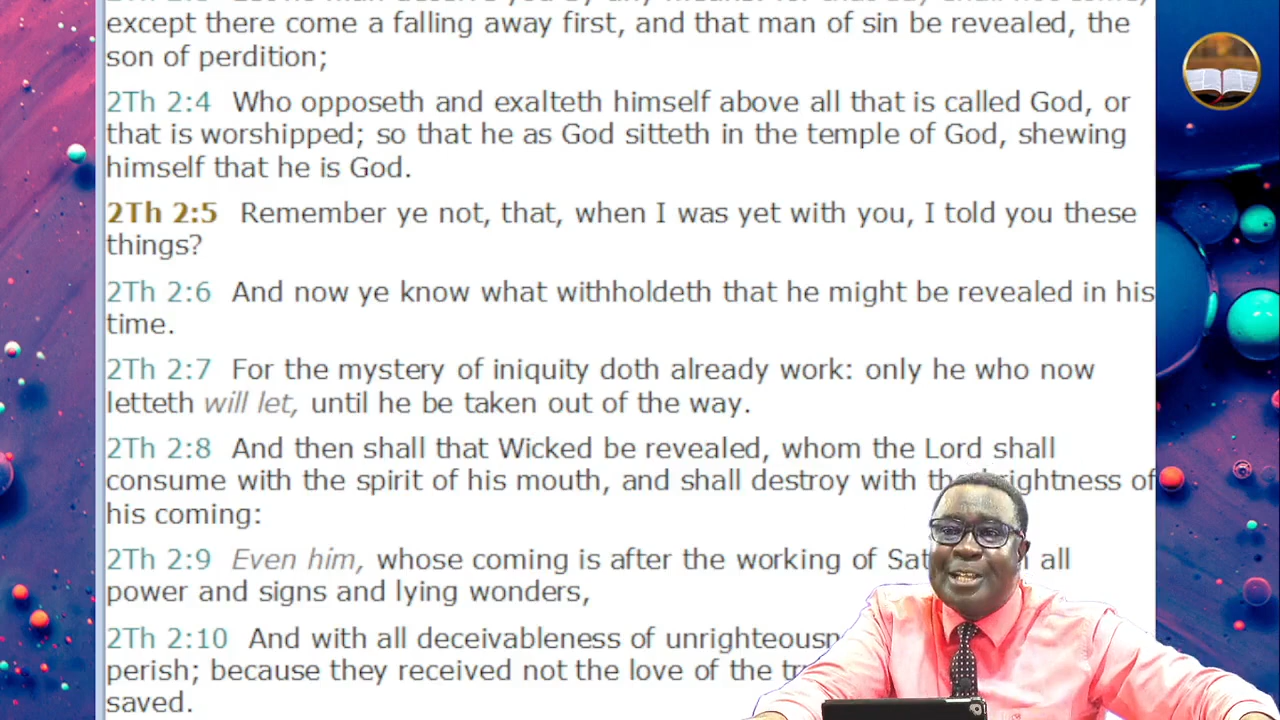 except there come a falling away first, and that man of sin be revealed, the
son of perdition;
2Th 2:4 Who opposeth and exalteth himself above all that is called God, or
that is worshipped; so that he as God sitteth in the temple of God, shewing
himself that he is God.
2Th 2:5 Remember ye not, that, when I was yet with you, I told you these
things?
2Th 2:6 And now ye know what withholdeth that he might be revealed in his
time.
2Th 2:7 For the mystery of iniquity doth already work: only he who now
letteth will let, until he be taken out of the way.
2Th 2:8 And then shall that Wicked be revealed, whom the Lord shall
consume with the spirit of his mouth, and shall destroy with the brightness of
his coming:
2Th 2:9 Even him, whose coming is after the working of all
power and signs and lying wonders,
2Th 2:10 And with all deceivableness of
perish; because they received not the love of the
saved.